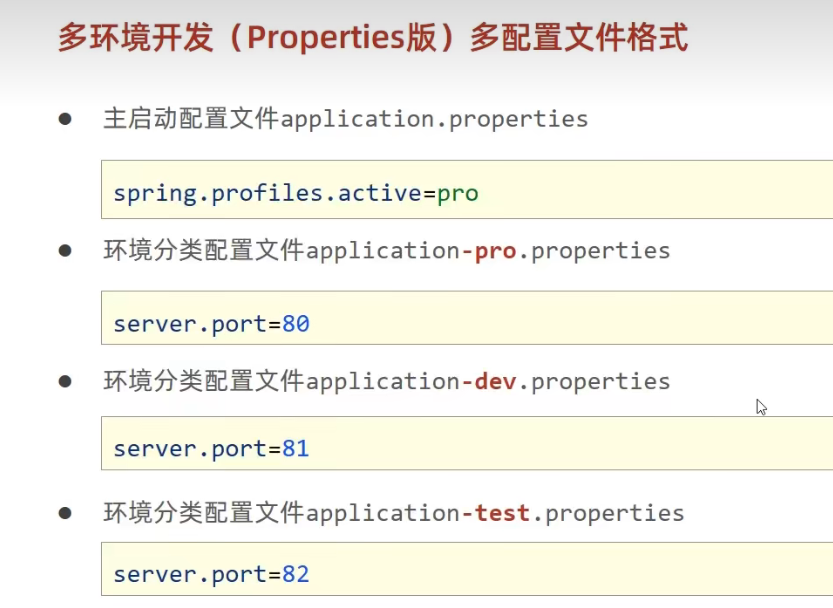 多环境开发（Properties版）多配置文件格式
● 主启动配置文件application.properties
spring.profiles.active=pro
● 环境分类配置文件application-pro.properties
server.port=80
● 环境分类配置文件application-dev.properties
server.port=81
● 环境分类配置文件application-test.properties
server.port=82